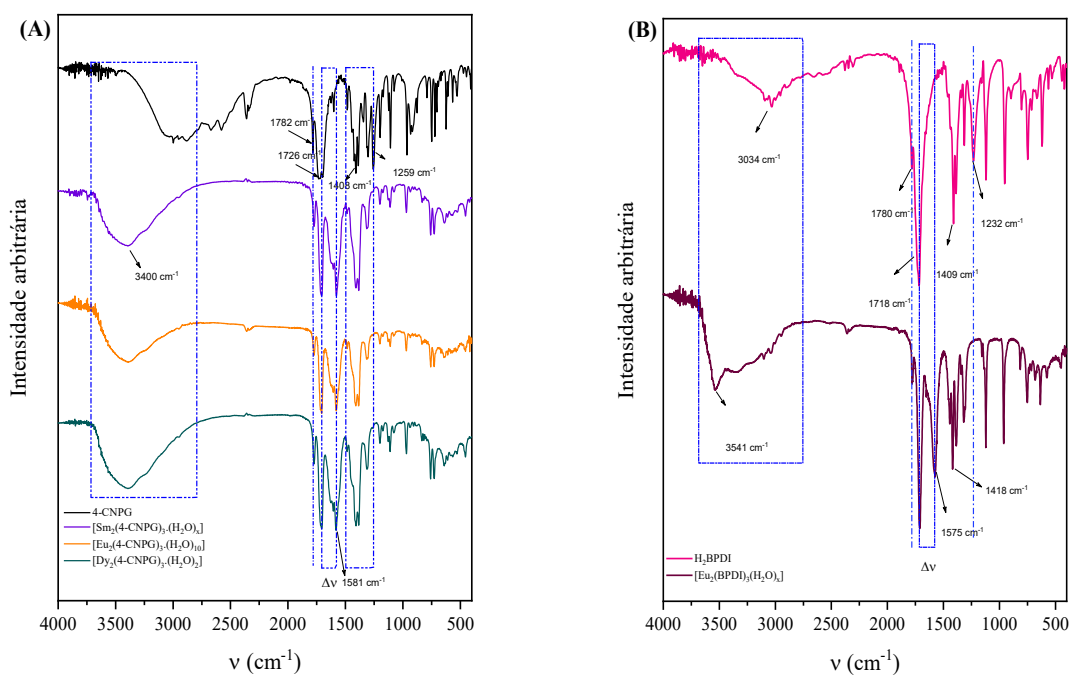 (A)
Intensidade arbitrária
1782 cm⁻¹
1726 cm⁻¹
1408 cm⁻¹
1259 cm⁻¹
3400 cm⁻¹
4-CNPG
[Sm₂(4-CNPG)₃.(H₂O)ₓ]
[Eu₂(4-CNPG)₃.(H₂O)₁₀]
[Dy₂(4-CNPG)₃.(H₂O)₂]
Δν
1581 cm⁻¹
4000 3500 3000 2500 2000 1500 1000 500
ν (cm⁻¹)
(B)
Intensidade arbitrária
3034 cm⁻¹
1780 cm⁻¹
1232 cm⁻¹
1409 cm⁻¹
1718 cm⁻¹
3541 cm⁻¹
1418 cm⁻¹
1575 cm⁻¹
H₂BPDI
[Eu₂(BPDI)₃(H₂O)ₓ]
Δν
4000 3500 3000 2500 2000 1500 1000 500
ν (cm⁻¹)